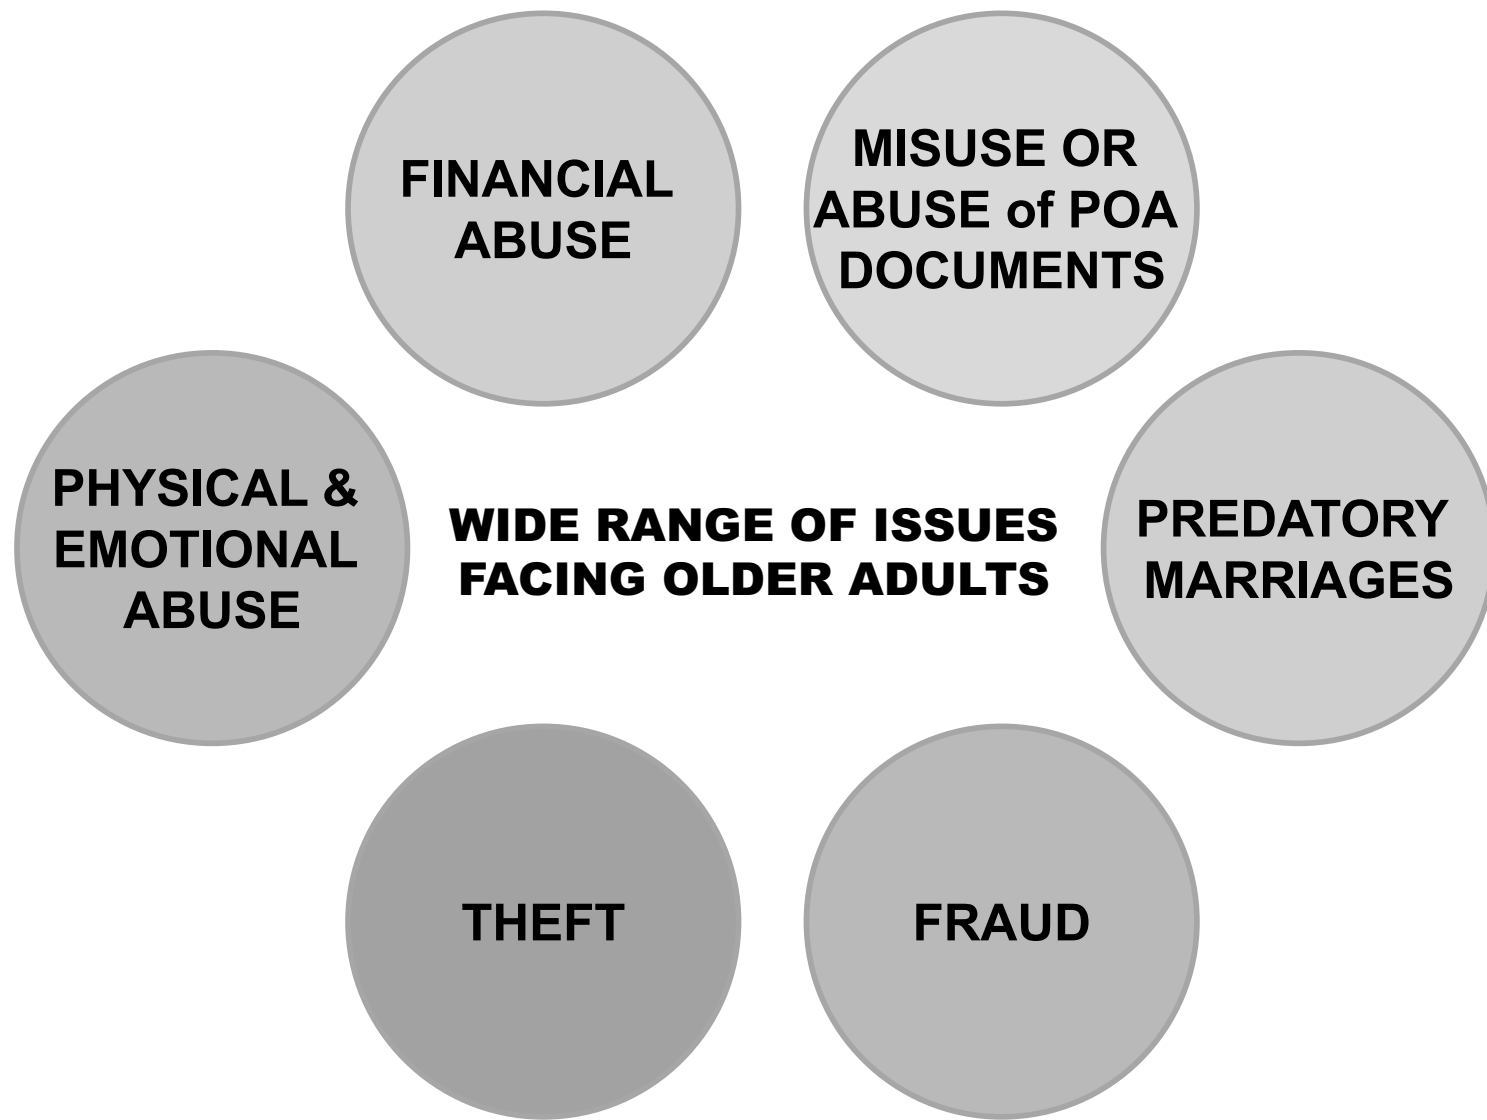 FINANCIAL
ABUSE
MISUSE OR
ABUSE of POA
DOCUMENTS
PHYSICAL &
EMOTIONAL
ABUSE
WIDE RANGE OF ISSUES
FACING OLDER ADULTS
PREDATORY
MARRIAGES
THEFT
FRAUD